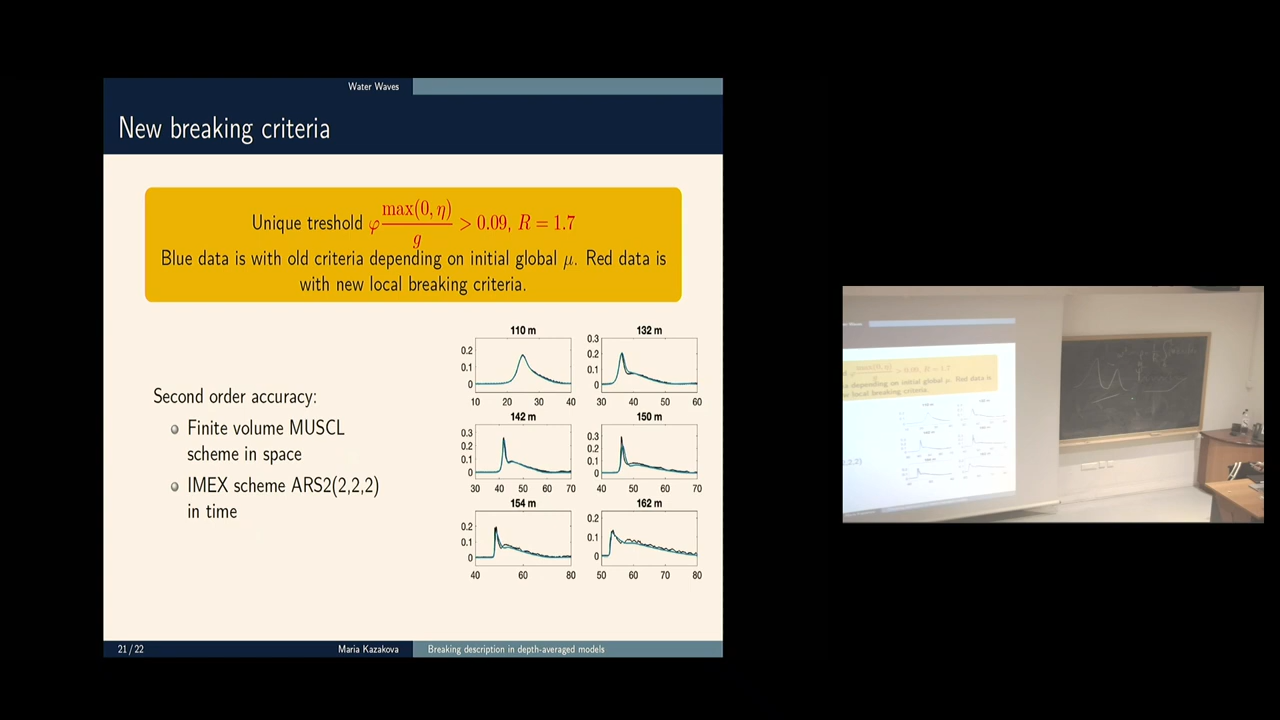 Water Waves
New breaking criteria
Unique treshold φ max(0, η) / g > 0.09, R = 1.7
Blue data is with old criteria depending on initial global μ. Red data is
with new local breaking criteria.
Second order accuracy:
Finite volume MUSCL
scheme in space
IMEX scheme ARS2(2,2,2)
in time
110 m
0.2
0.1
0
10 20 30 40
132 m
0.3
0.2
0.1
0
30 40 50 60
142 m
0.3
0.2
0.1
0
30 40 50 60 70
150 m
0.3
0.2
0.1
0
40 50 60 70
154 m
0.2
0.1
0
40 60 80
162 m
0.2
0.1
0
50 60 70 80
21 / 22
Maria Kazakova
Breaking description in depth-averaged models